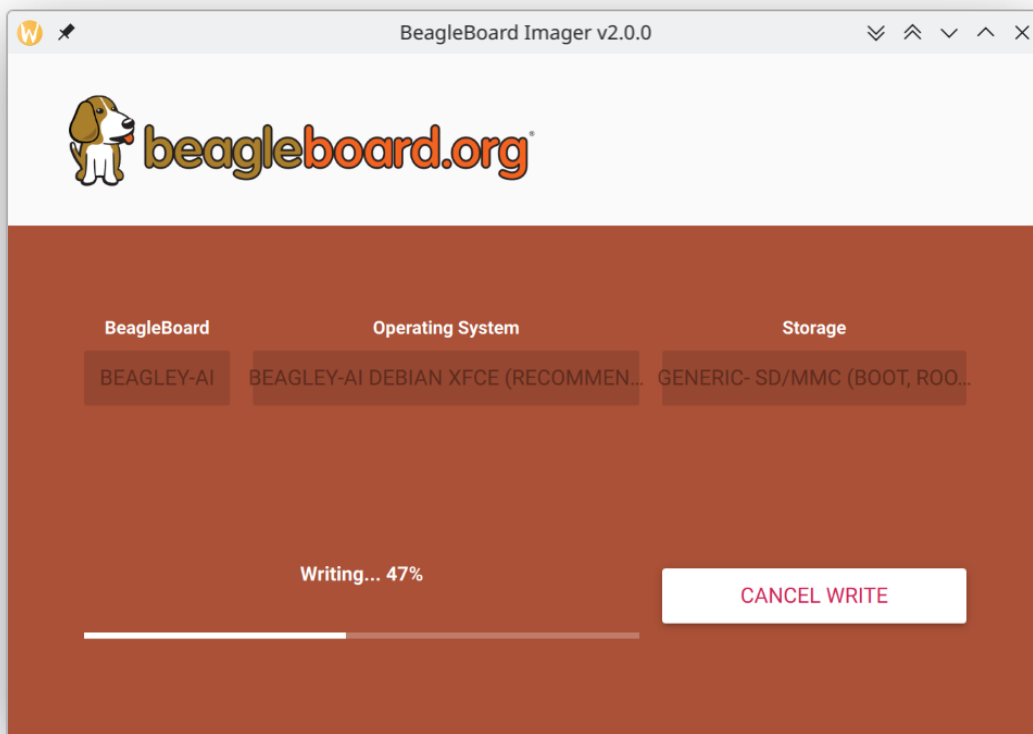 BeagleBoard Imager v2.0.0
beagleboard.org®
BeagleBoard
Operating System
Storage
BEAGLEY-AI
BEAGLEY-AI DEBIAN XFCE (RECOMMEN...
GENERIC- SD/MMC (BOOT, ROO...
Writing... 47%
CANCEL WRITE